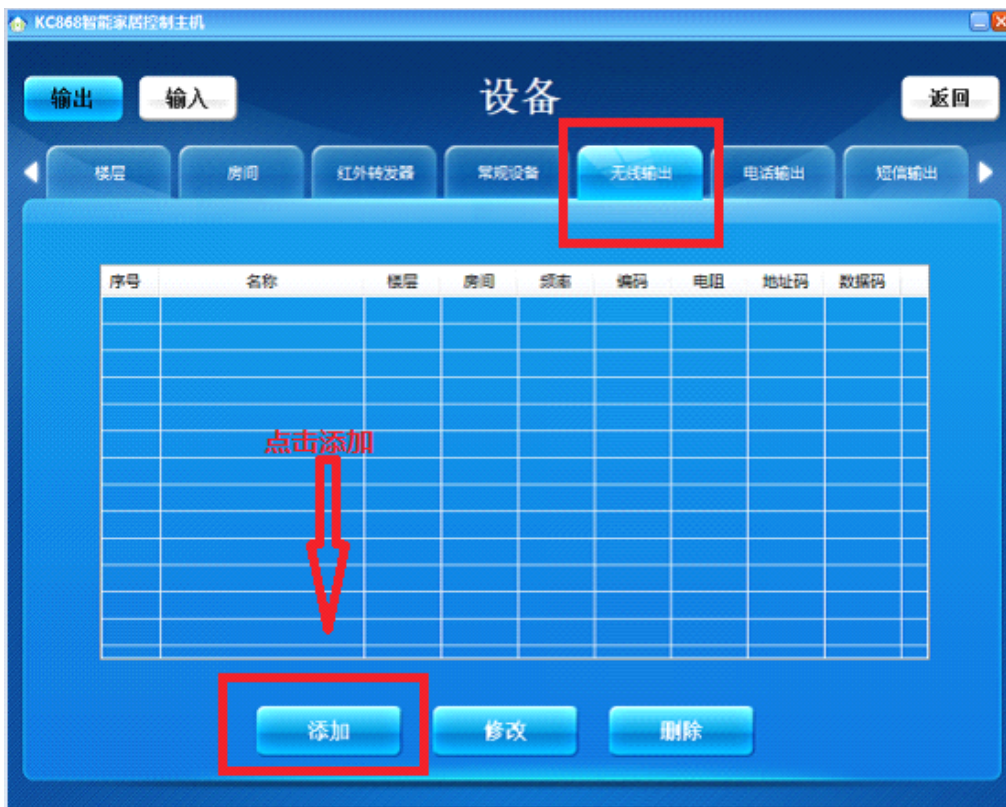 KC868智能家居控制主机
输出 输入 设备 返回
楼层 房间 红外转发器 常规设备 无线输出 电话输出 短信输出
序号 名称 楼层 房间 频率 编码 电阻 地址码 数据码
点击添加
添加 修改 删除